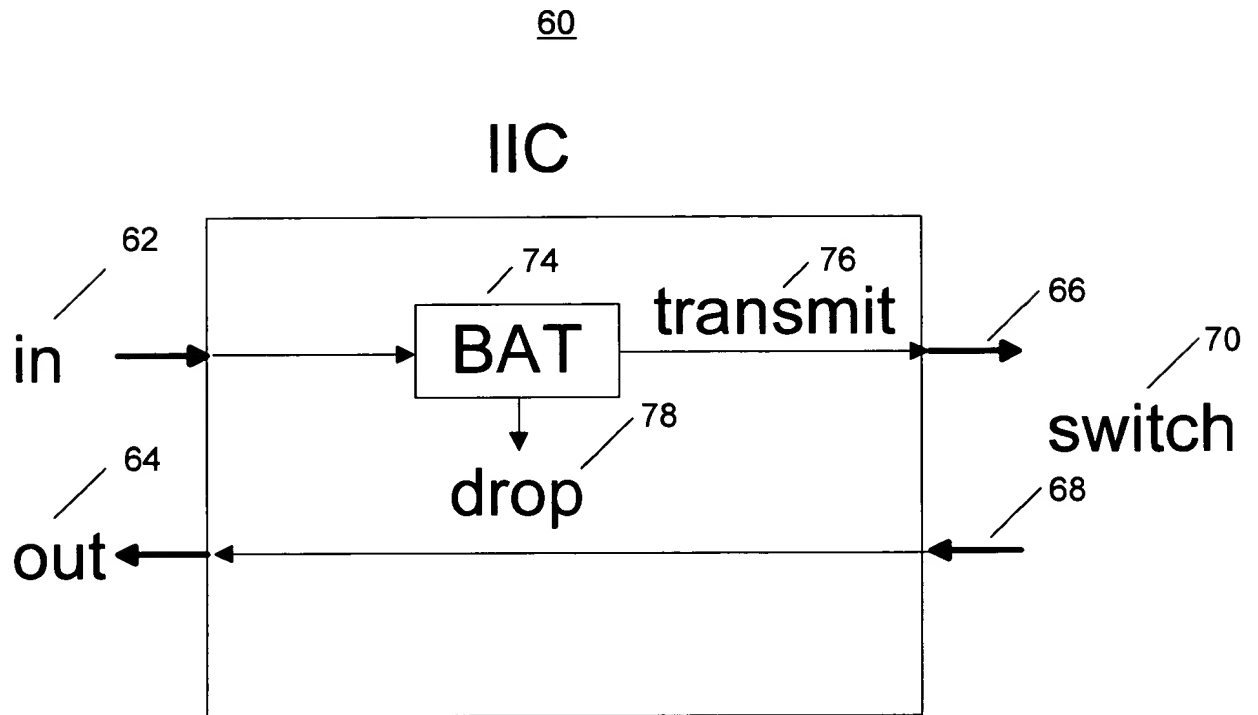 60
IIC
62
74
76
66
in
BAT
transmit
70
switch
64
78
68
drop
out